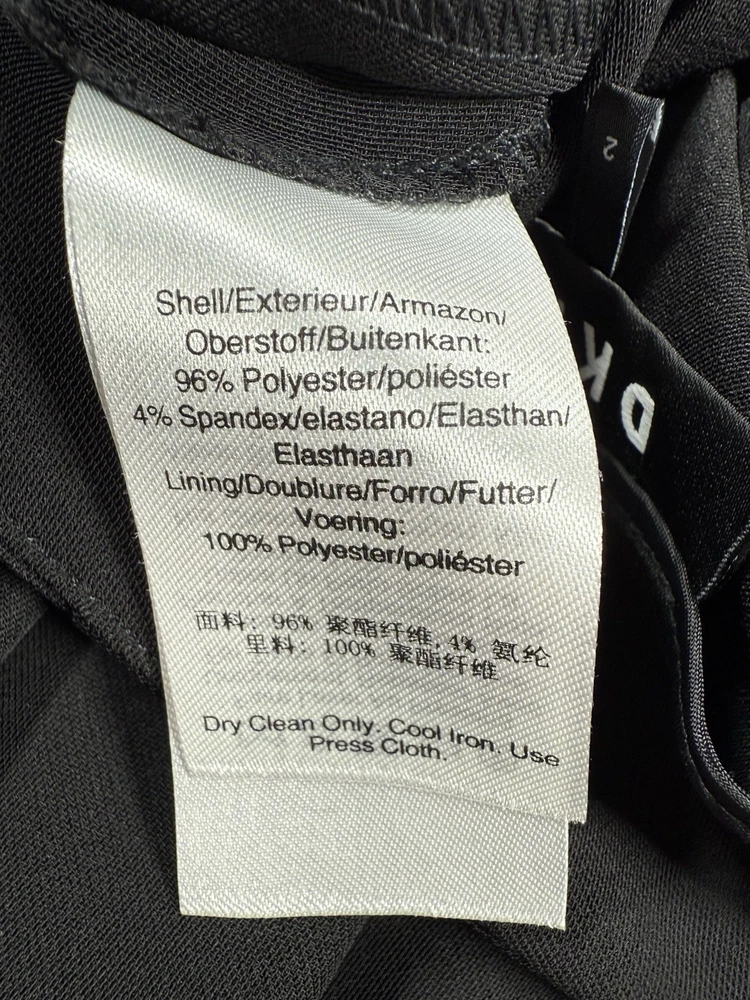 Shell/Exterieur/Armazon/
Oberstoff/Buitenkant:
96% Polyester/poliéster
4% Spandex/elastano/Elasthan/
Elasthaan
Lining/Doublure/Forro/Futter/
Voering:
100% Polyester/poliéster
面料: 96% 聚酯纤维, 4% 氨纶
里料: 100% 聚酯纤维
Dry Clean Only. Cool Iron. Use
Press Cloth.
2
DK